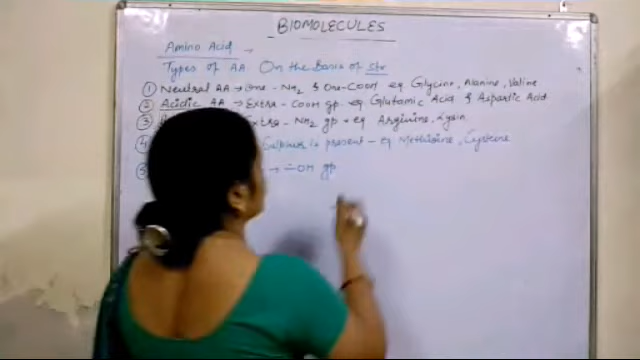 BIOMOLECULES
Amino Acid
Types of AA On the Basis of Str
① Neutral AA → One - NH2 & One-COOH eg Glycine, Alanine, Valine
② Acidic AA → Extra - COOH gp eg Glutamic Acid & Aspartic Acid
③ Extra - NH2 gp eg Arginine,
④ Sulphur is present - eg Cysteine
⑤ → -OH gp